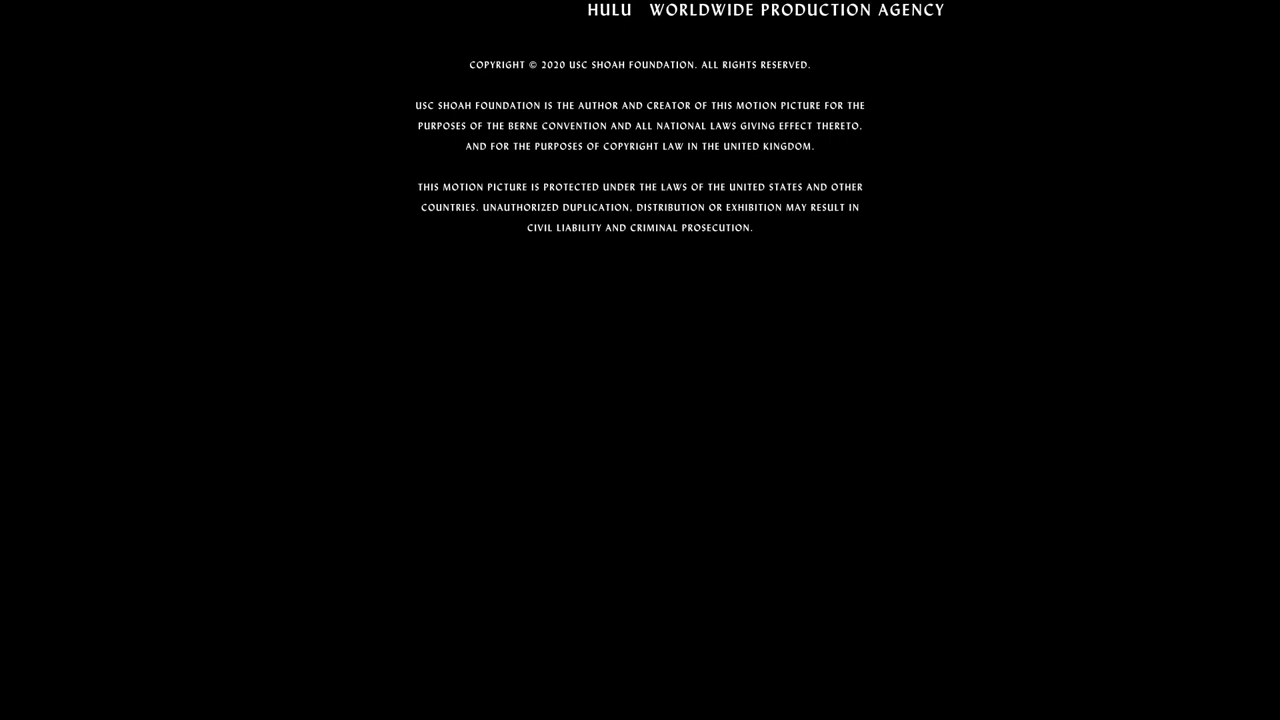 HULU WORLDWIDE PRODUCTION AGENCY
COPYRIGHT © 2020 USC SHOAH FOUNDATION. ALL RIGHTS RESERVED.
USC SHOAH FOUNDATION IS THE AUTHOR AND CREATOR OF THIS MOTION PICTURE FOR THE
PURPOSES OF THE BERNE CONVENTION AND ALL NATIONAL LAWS GIVING EFFECT THERETO,
AND FOR THE PURPOSES OF COPYRIGHT LAW IN THE UNITED KINGDOM.
THIS MOTION PICTURE IS PROTECTED UNDER THE LAWS OF THE UNITED STATES AND OTHER
COUNTRIES. UNAUTHORIZED DUPLICATION, DISTRIBUTION OR EXHIBITION MAY RESULT IN
CIVIL LIABILITY AND CRIMINAL PROSECUTION.